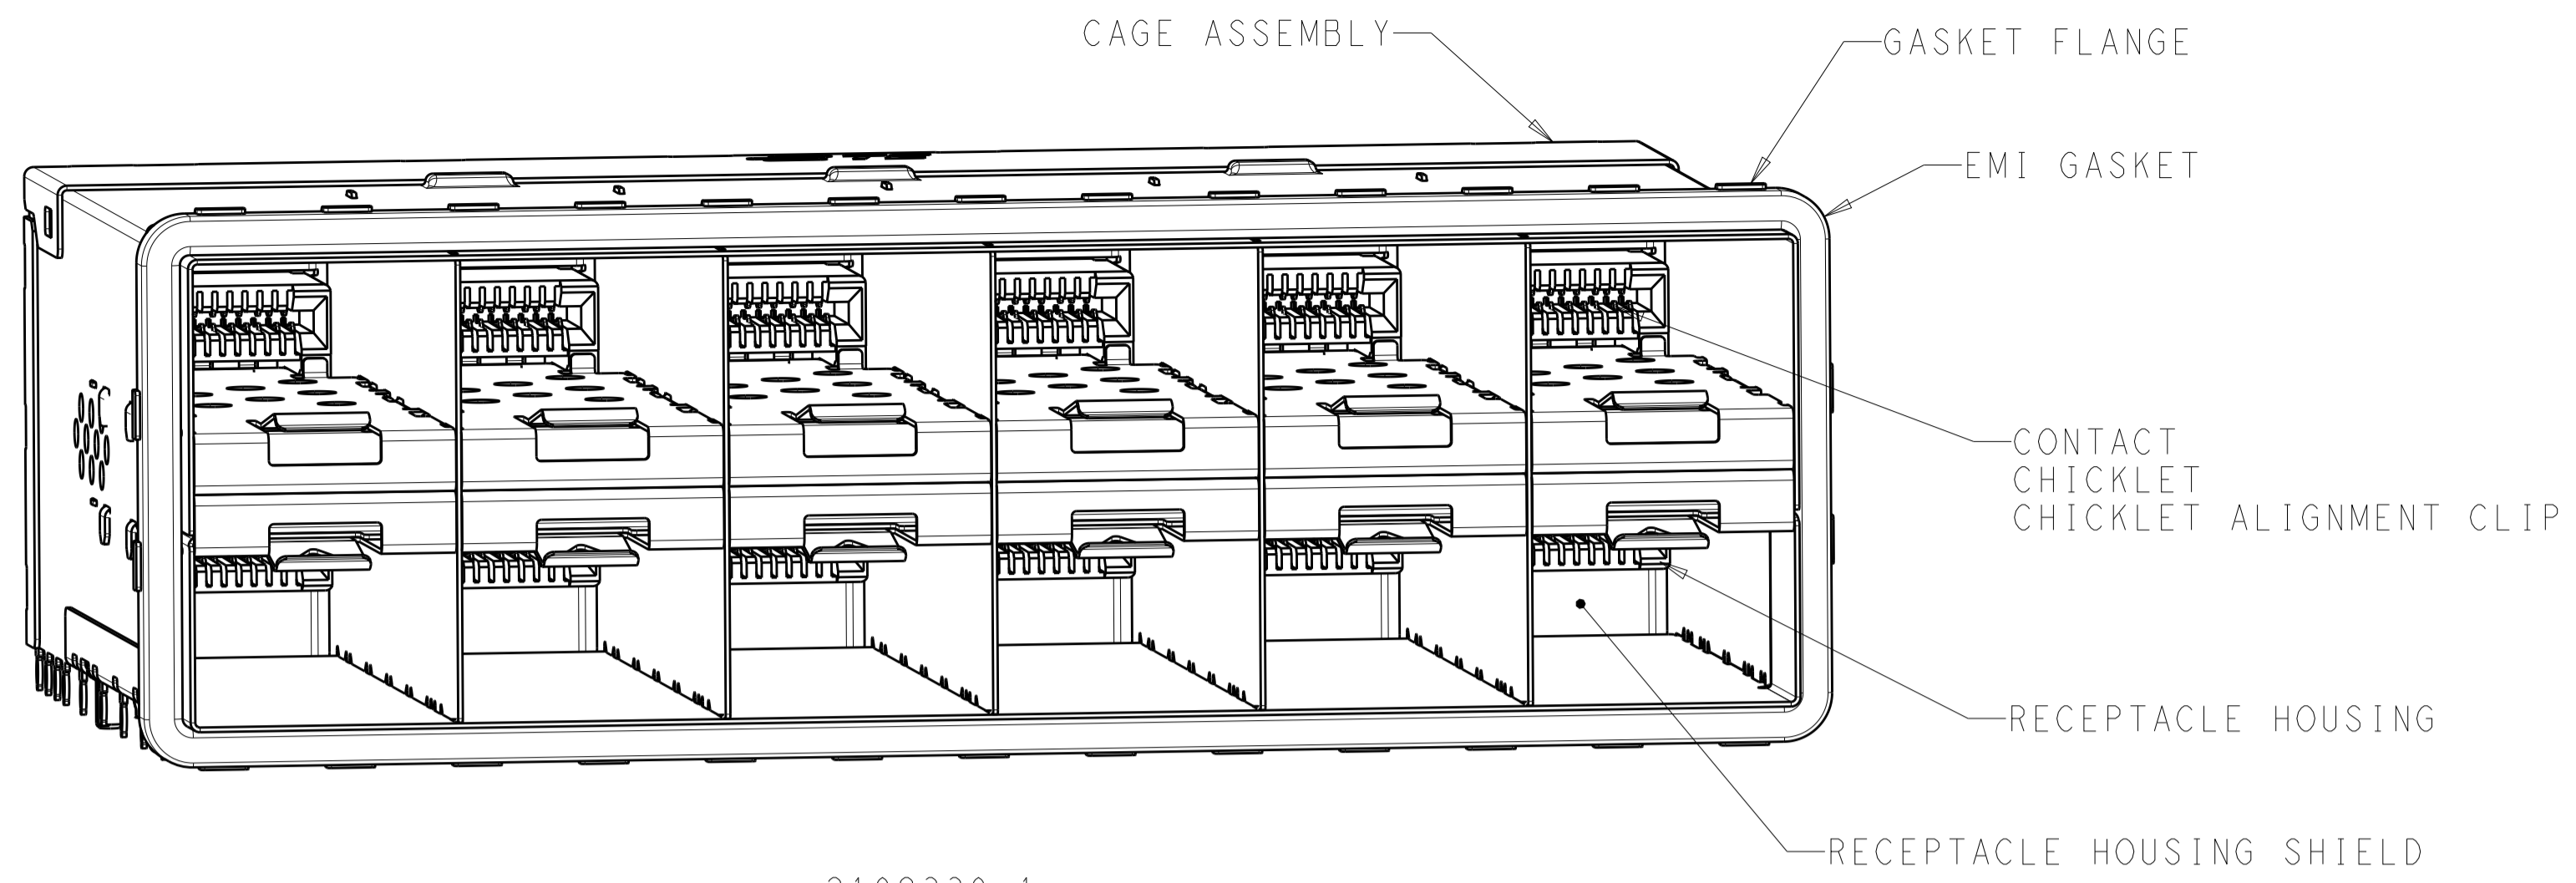 CAGE ASSEMBLY
GASKET FLANGE
EMI GASKET
CONTACT
CHICKLET
CHICKLET ALIGNMENT CLIP
RECEPTACLE HOUSING
RECEPTACLE HOUSING SHIELD